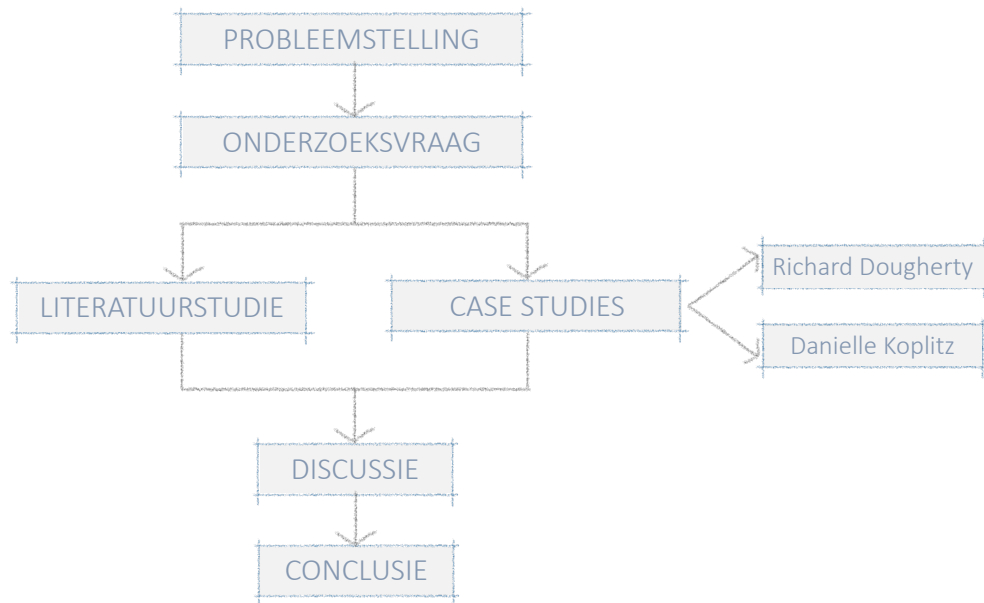 PROBLEEMSTELLING
ONDERZOEKSVRAAG
LITERATUURSTUDIE
CASE STUDIES
Richard Dougherty
Danielle Koplitz
DISCUSSIE
CONCLUSIE